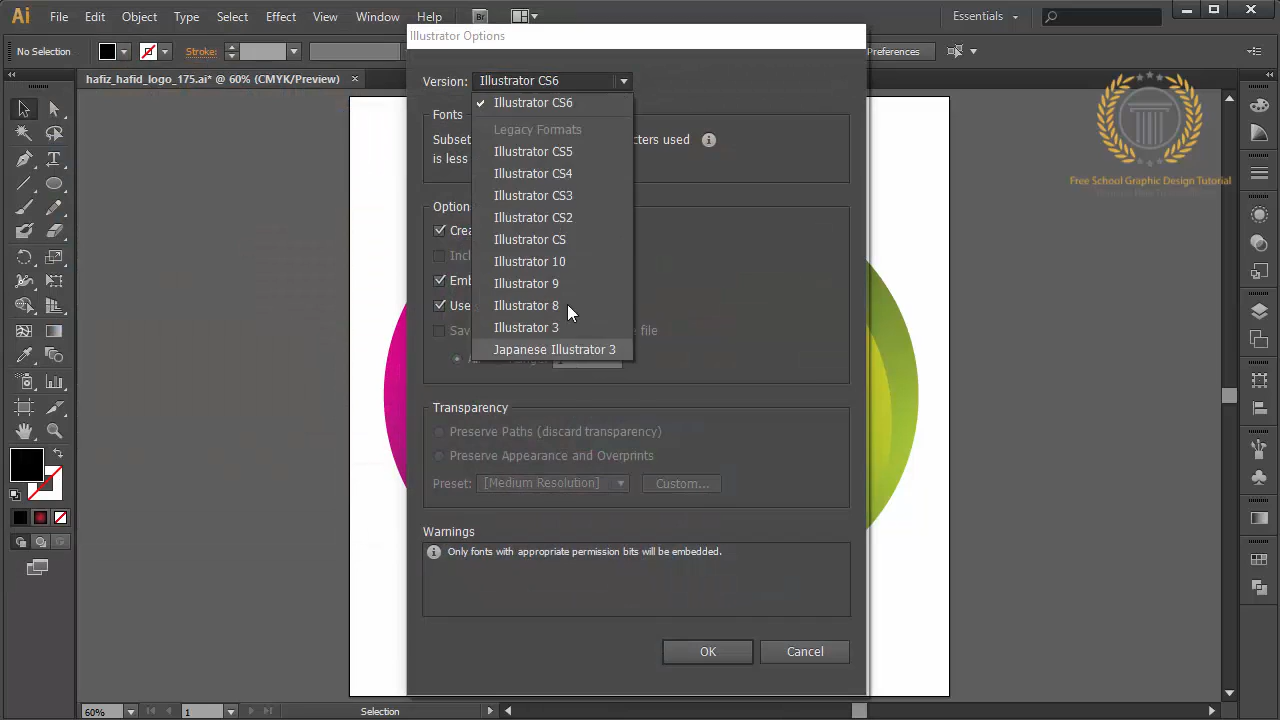 Ai File Edit Object Type Select Effect View Window Help Br Essentials
Illustrator Options
No Selection Stroke: Preferences
hafiz_hafid_logo_175.ai* @ 60% (CMYK/Preview)
Version: Illustrator CS6
Illustrator CS6
Fonts
Legacy Formats
Subset ters used
Illustrator CS5
is less
Illustrator CS4
Illustrator CS3
Options
Illustrator CS2
Crea
Illustrator CS
Incl
Illustrator 10
Emb
Illustrator 9
Use
Illustrator 8
Illustrator 3
Sav file
Japanese Illustrator 3
Free School Graphic Design Tutorial
Transparency
Preserve Paths (discard transparency)
Preserve Appearance and Overprints
Preset: [Medium Resolution] Custom...
Warnings
Only fonts with appropriate permission bits will be embedded.
OK Cancel
60% 1 Selection